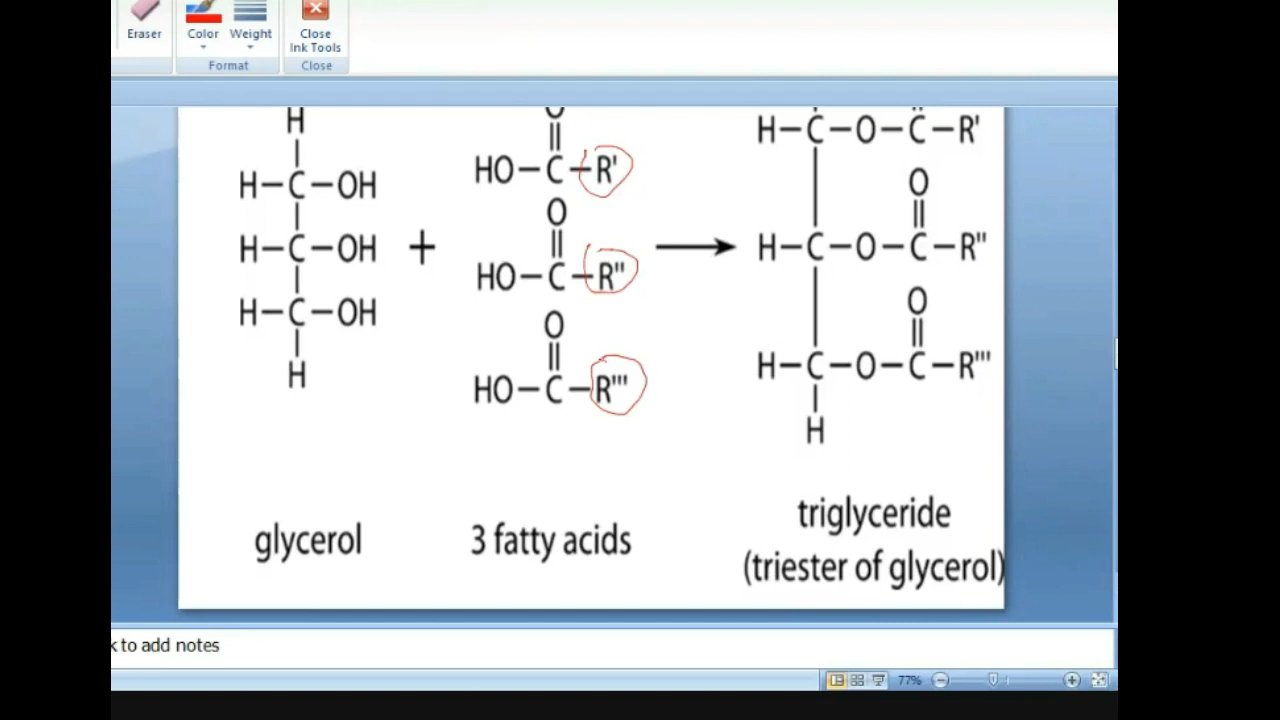 Eraser
Color
Weight
Close
Ink Tools
Format
Close
H
H-C-OH
H-C-OH
H-C-OH
H
+
O
HO-C-R'
O
HO-C-R"
O
HO-C-R'"
H-C-O-C-R'
O
H-C-O-C-R"
O
H-C-O-C-R'"
H
glycerol
3 fatty acids
triglyceride
(triester of glycerol)
to add notes
77%